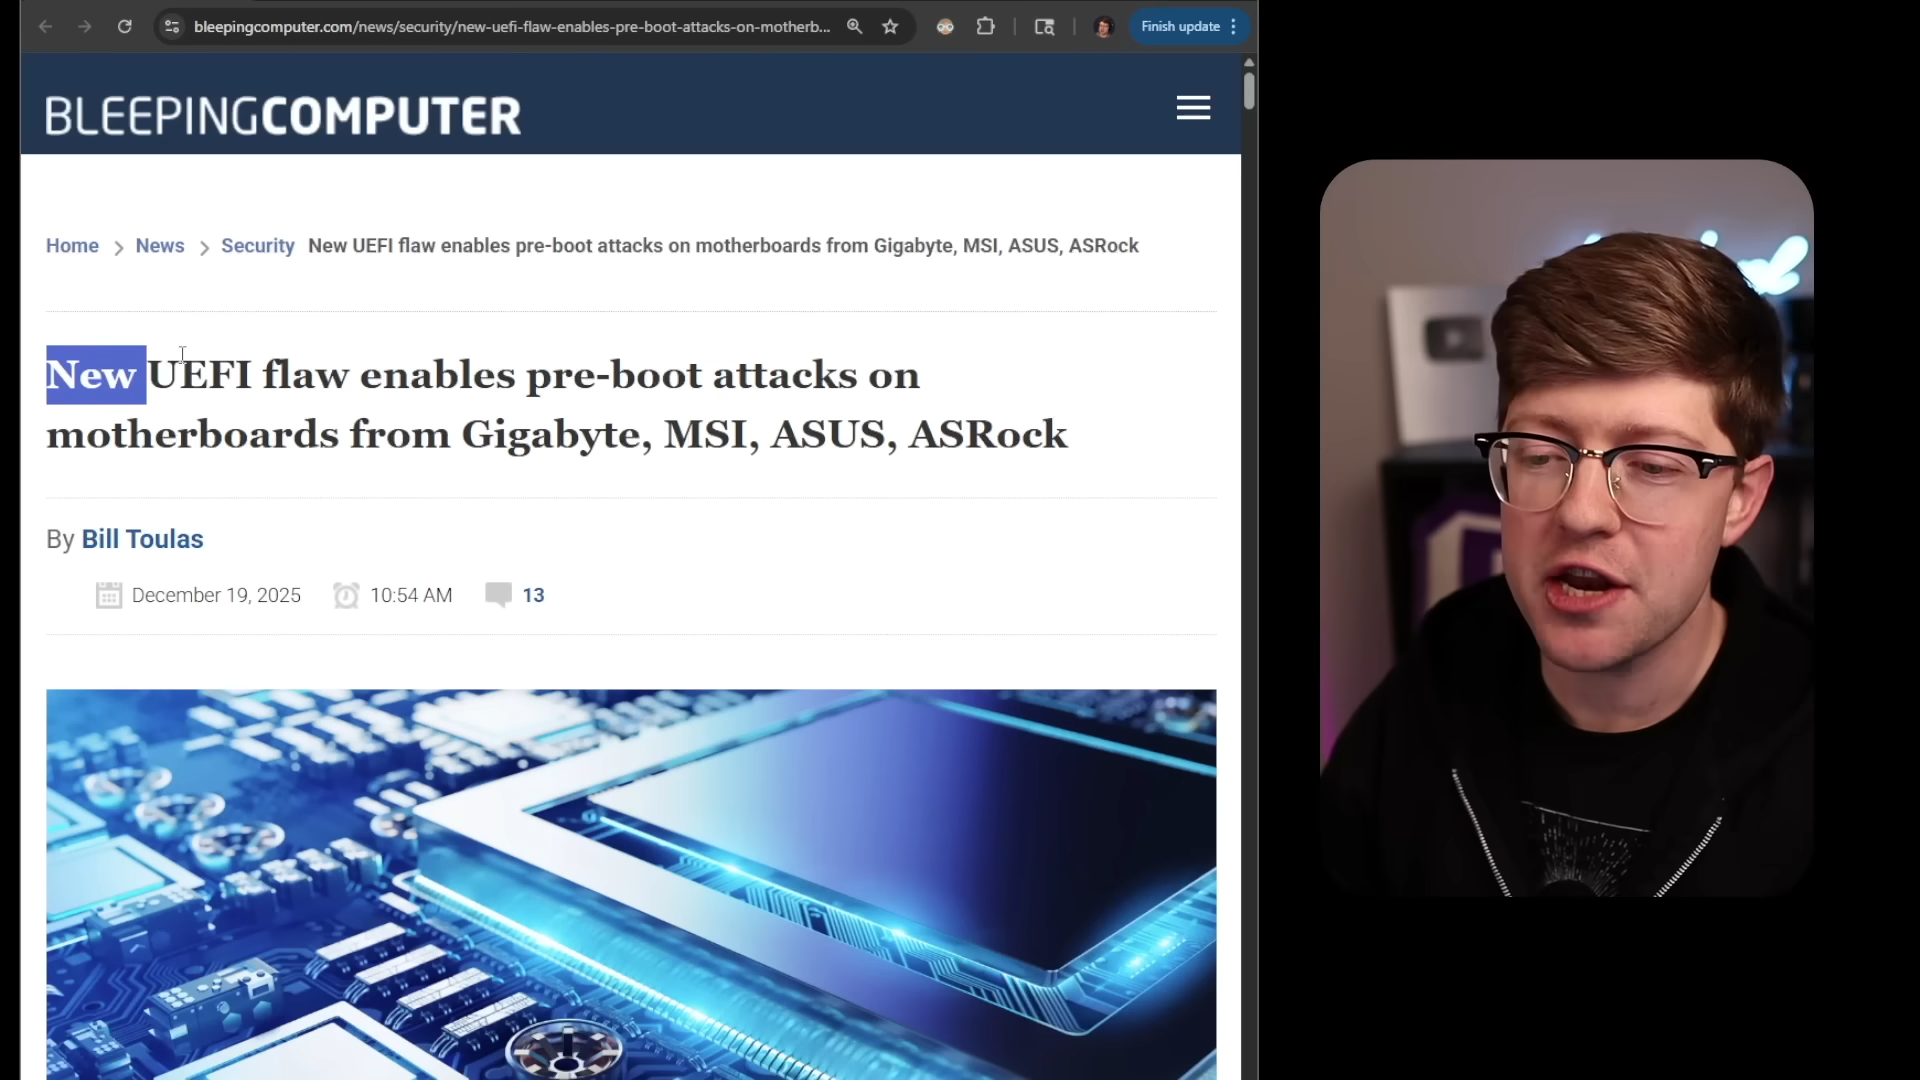 bleepingcomputer.com/news/security/new-uefi-flaw-enables-pre-boot-attacks-on-motherb...
Finish update
BLEEPINGCOMPUTER
Home
News
Security
New UEFI flaw enables pre-boot attacks on motherboards from Gigabyte, MSI, ASUS, ASRock
New UEFI flaw enables pre-boot attacks on
motherboards from Gigabyte, MSI, ASUS, ASRock
By Bill Toulas
December 19, 2025
10:54 AM
13